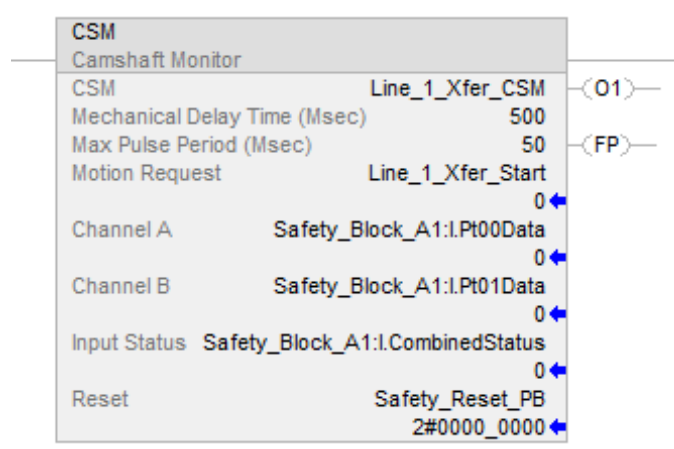 CSM
Camshaft Monitor
CSM Line_1_Xfer_CSM (O1)
Mechanical Delay Time (Msec) 500
Max Pulse Period (Msec) 50 (FP)
Motion Request Line_1_Xfer_Start
0
Channel A Safety_Block_A1:I.Pt00Data
0
Channel B Safety_Block_A1:I.Pt01Data
0
Input Status Safety_Block_A1:I.CombinedStatus
0
Reset Safety_Reset_PB
2#0000_0000